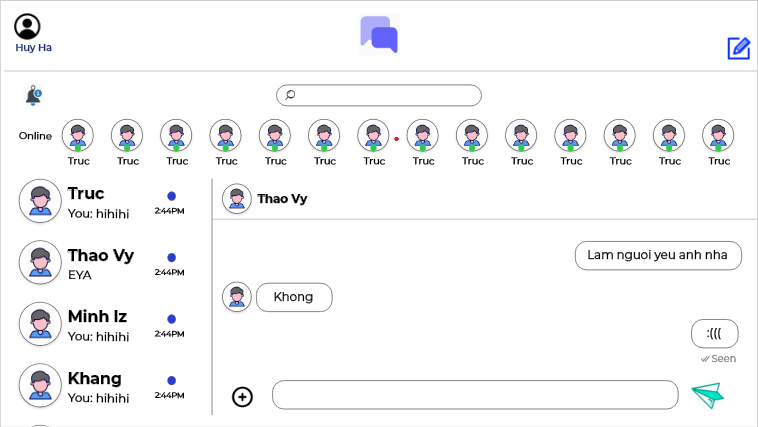 Huy Ha
1
Online
Truc Truc Truc Truc Truc Truc Truc Truc Truc Truc Truc Truc Truc Truc
Truc
You: hihihi
2:44PM
Thao Vy
EYA
2:44PM
Minh Iz
You: hihihi
2:44PM
Khang
You: hihihi
2:44PM
Thao Vy
Lam nguoi yeu anh nha
Khong
:(((
Seen